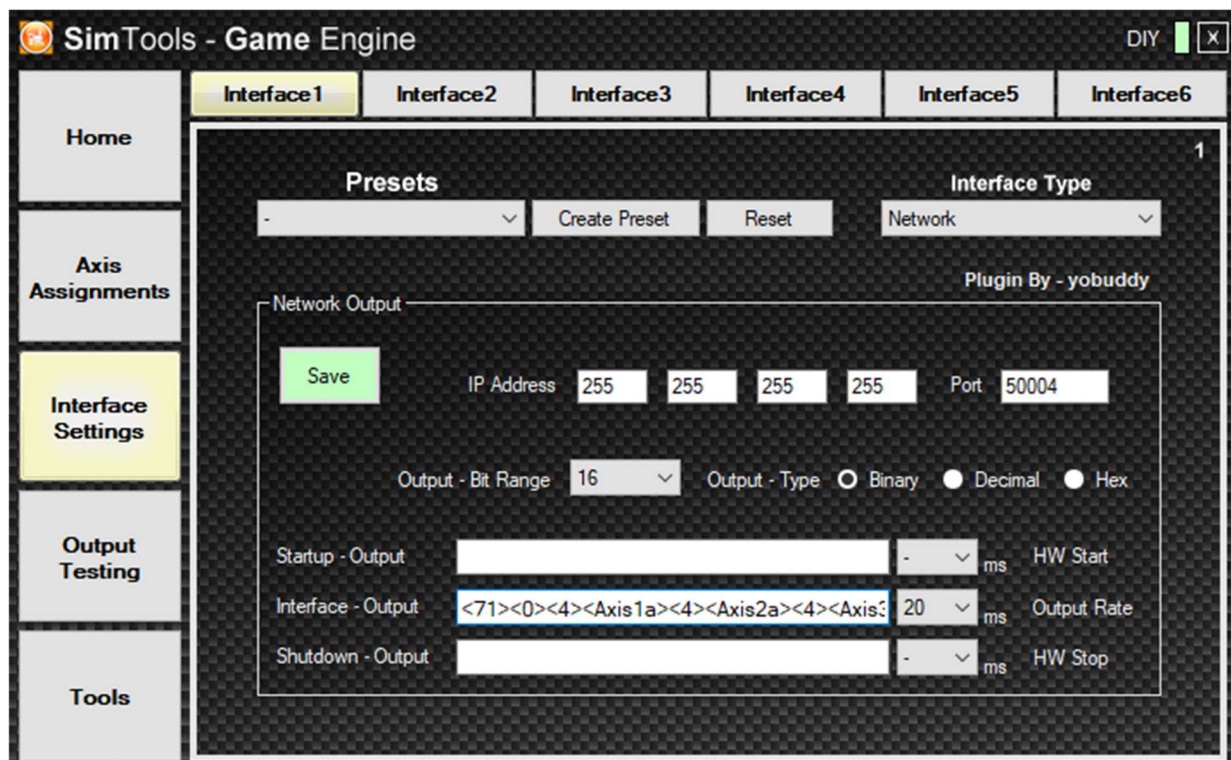 SimTools - Game Engine
DIY
X
Interface1 Interface2 Interface3 Interface4 Interface5 Interface6
Home
Axis
Assignments
Interface
Settings
Output
Testing
Tools
1
Presets
Interface Type
- Create Preset Reset Network
Plugin By - yobuddy
Network Output
Save IP Address 255 255 255 255 Port 50004
Output - Bit Range 16 Output - Type Binary Decimal Hex
Startup - Output - ms HW Start
Interface - Output <71><0><4><Axis1a><4><Axis2a><4><Axis3 20 ms Output Rate
Shutdown - Output - ms HW Stop